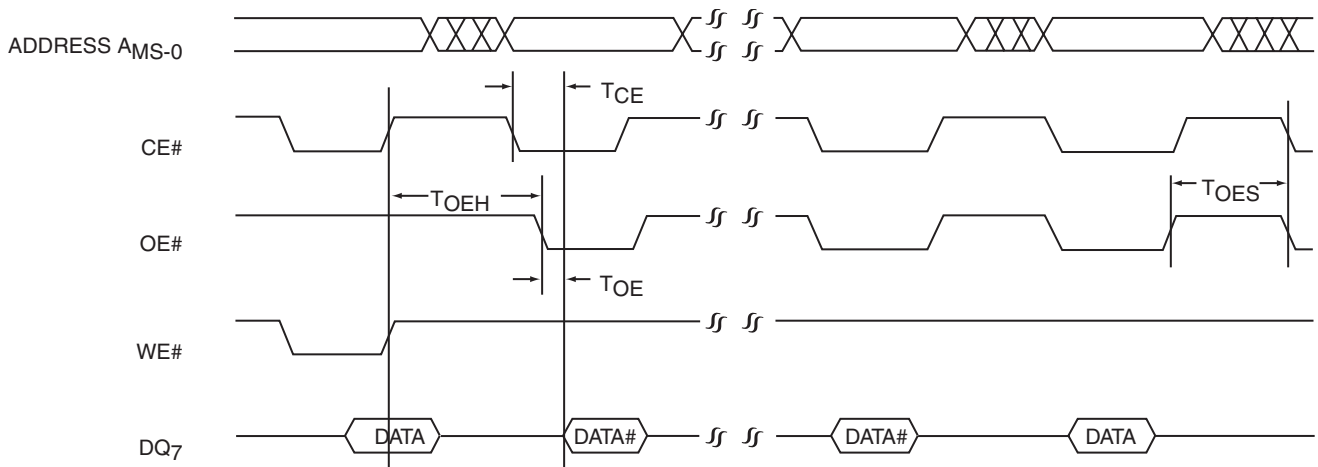 ADDRESS AMS-0
TCE
CE#
TOEH
TOES
OE#
TOE
WE#
DATA DATA# DATA# DATA
DQ7